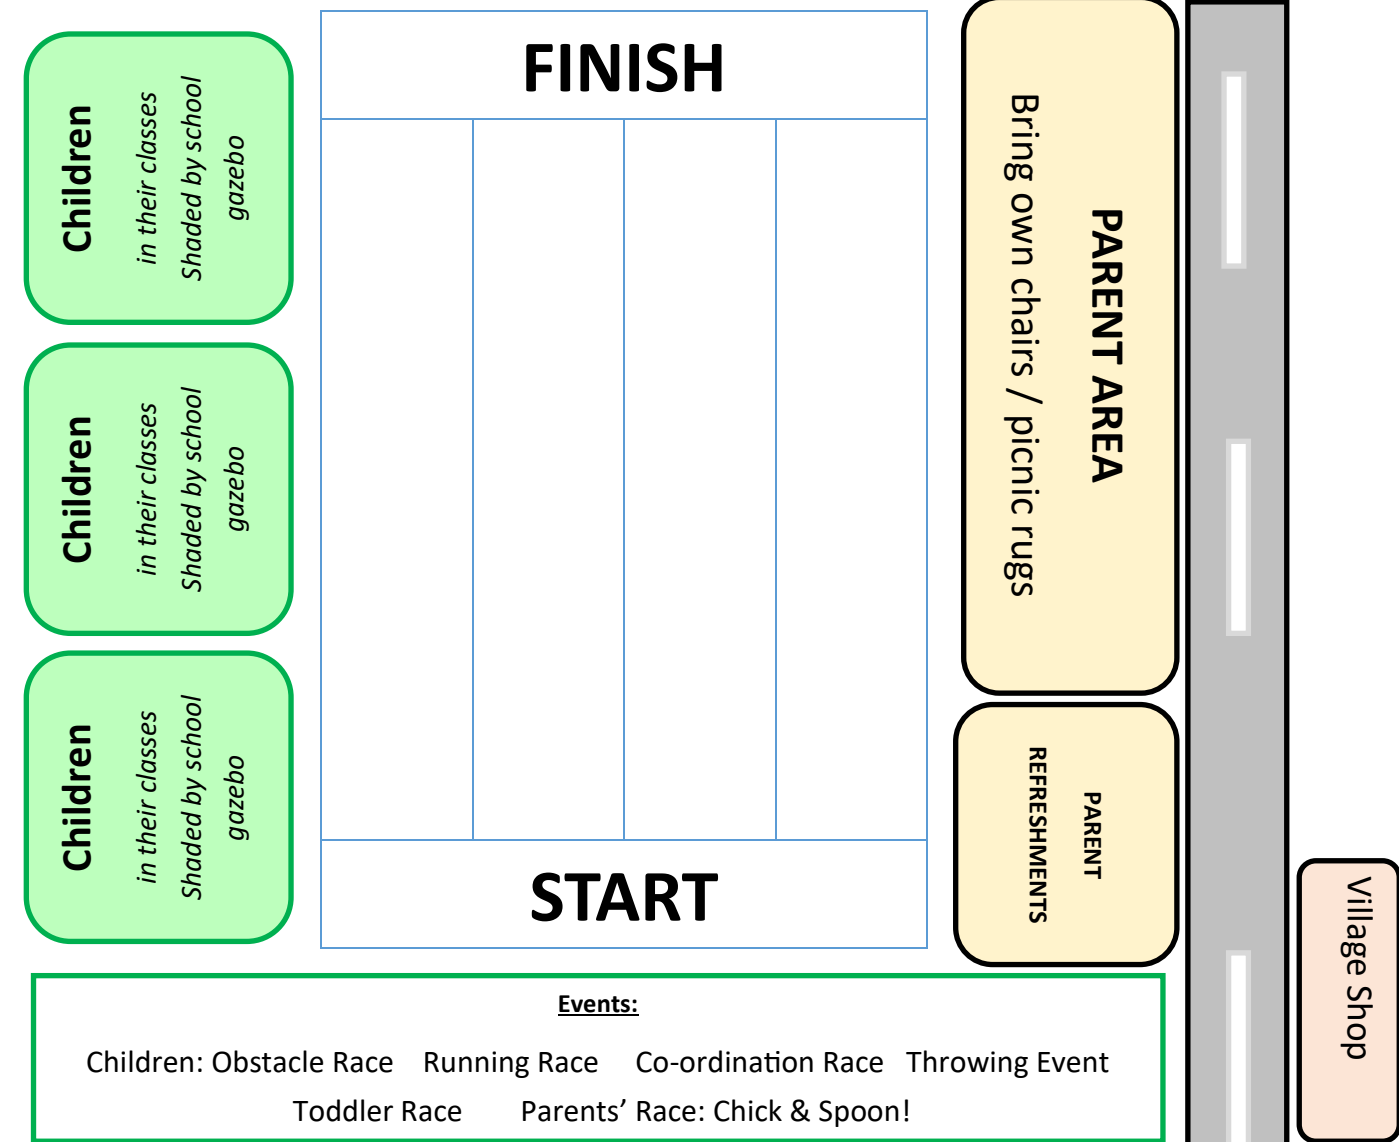 FINISH
Children
in their classes
Shaded by school
gazebo
Children
in their classes
Shaded by school
gazebo
Children
in their classes
Shaded by school
gazebo
PARENT AREA
Bring own chairs / picnic rugs
PARENT
REFRESHMENTS
START
Village Shop
Events:
Children: Obstacle Race Running Race Co-ordination Race Throwing Event
Toddler Race Parents’ Race: Chick & Spoon!